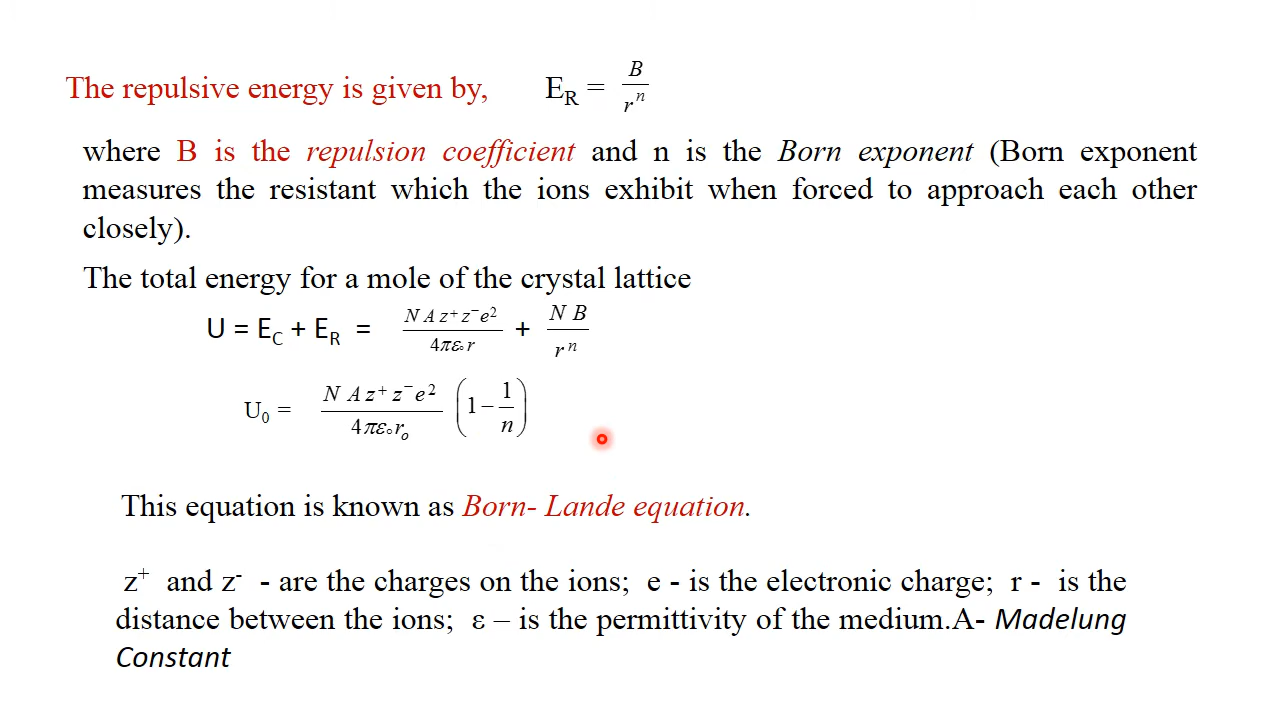 The repulsive energy is given by, E_R = B / r^n
where B is the repulsion coefficient and n is the Born exponent (Born exponent
measures the resistant which the ions exhibit when forced to approach each other
closely).
The total energy for a mole of the crystal lattice
U = E_C + E_R = N A z⁺ z⁻ e² / 4πε₀ r + N B / r^n
U₀ = N A z⁺ z⁻ e² / 4πε₀ r_o (1 − 1/n)
This equation is known as Born- Lande equation.
z⁺ and z⁻ - are the charges on the ions; e - is the electronic charge; r - is the
distance between the ions; ε – is the permittivity of the medium.A- Madelung
Constant